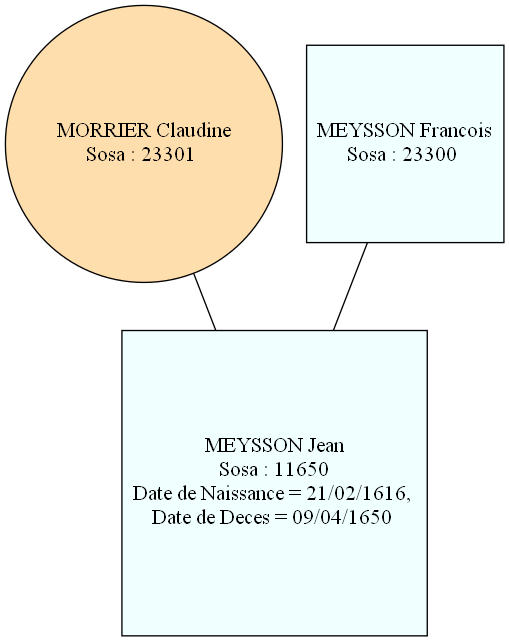 MORRIER Claudine
Sosa : 23301
MEYSSON Francois
Sosa : 23300
MEYSSON Jean
Sosa : 11650
Date de Naissance = 21/02/1616,
Date de Deces = 09/04/1650